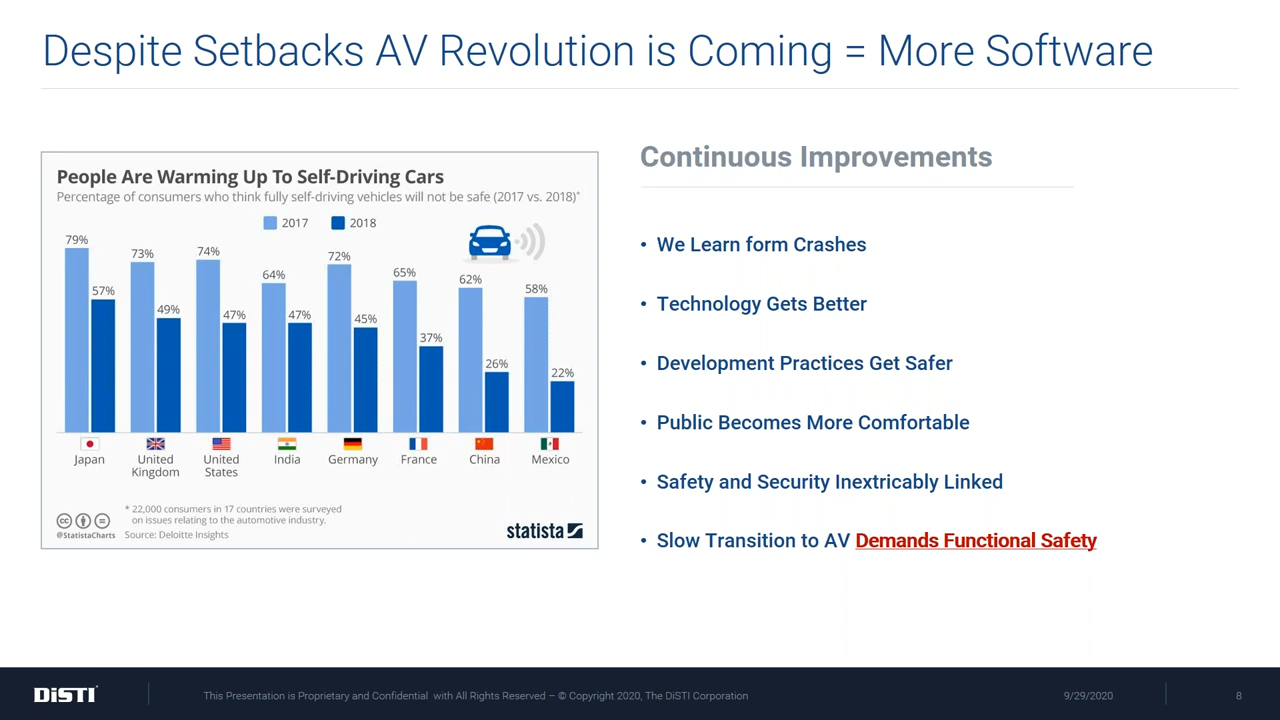 Despite Setbacks AV Revolution is Coming = More Software
People Are Warming Up To Self-Driving Cars
Percentage of consumers who think fully self-driving vehicles will not be safe (2017 vs. 2018)*
2017 2018
79% 57% 73% 49% 74% 47% 64% 47% 72% 45% 65% 37% 62% 26% 58% 22%
Japan United Kingdom United States India Germany France China Mexico
* 22,000 consumers in 17 countries were surveyed
on issues relating to the automotive industry.
@StatistaCharts Source: Deloitte Insights
statista
Continuous Improvements
• We Learn form Crashes
• Technology Gets Better
• Development Practices Get Safer
• Public Becomes More Comfortable
• Safety and Security Inextricably Linked
• Slow Transition to AV Demands Functional Safety
DiSTI
This Presentation is Proprietary and Confidential with All Rights Reserved – © Copyright 2020, The DiSTI Corporation
9/29/2020
8